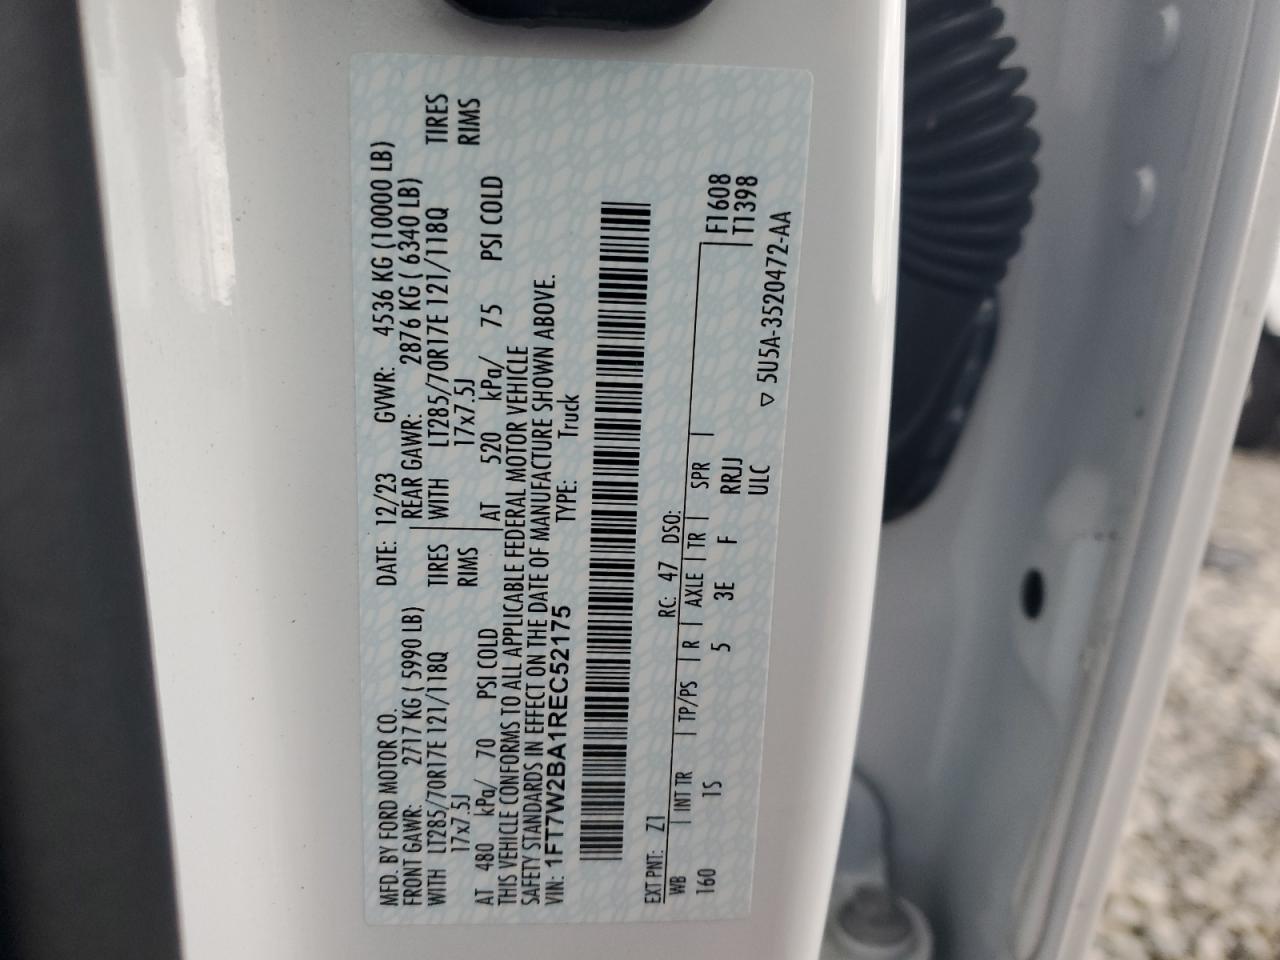 MFD. BY FORD MOTOR CO. DATE: 12/23 GVWR: 4536 KG (10000 LB)
FRONT GAWR: 2717 KG ( 5990 LB) REAR GAWR: 2876 KG ( 6340 LB)
WITH LT285/70R17E 121/118Q TIRES WITH LT285/70R17E 121/118Q TIRES
17x7.5J RIMS 17x7.5J RIMS
AT 480 kPa/ 70 PSI COLD AT 520 kPa/ 75 PSI COLD
THIS VEHICLE CONFORMS TO ALL APPLICABLE FEDERAL MOTOR VEHICLE
SAFETY STANDARDS IN EFFECT ON THE DATE OF MANUFACTURE SHOWN ABOVE.
VIN: 1FT7W2BA1REC52175 TYPE: Truck
EXT PNT: Z1 RC: 47 DSO:
WB INT TR TP/PS R AXLE TR SPR F1608
160 1S 5 3E F RRJJ T1398
ULC
▽ 5U5A-3520472-AA